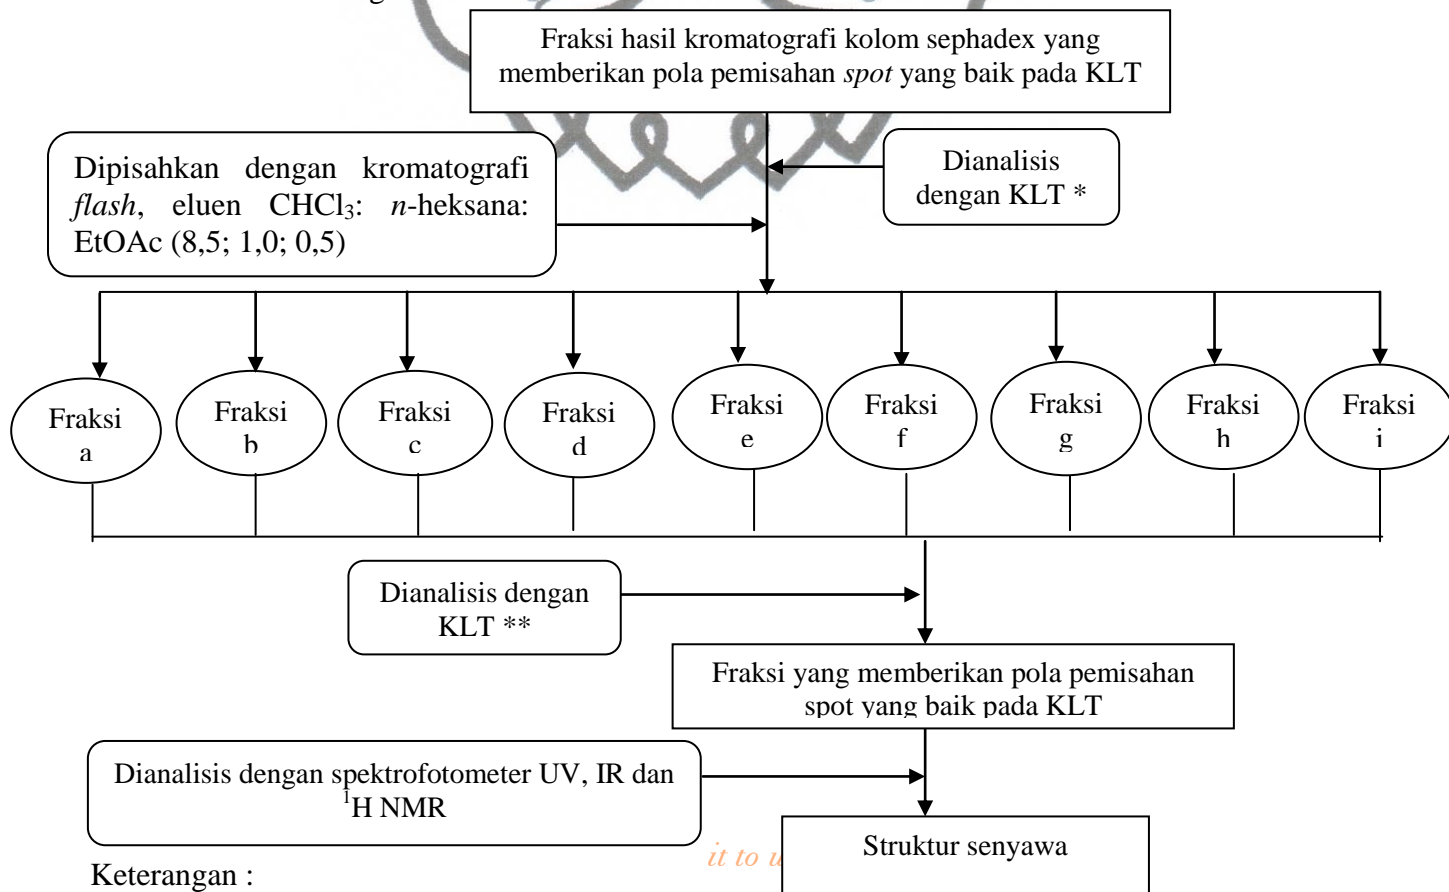 Fraksi hasil kromatografi kolom sephadex yang
memberikan pola pemisahan spot yang baik pada KLT
Dianalisis
dengan KLT *
Dipisahkan dengan kromatografi
flash, eluen CHCl₃: n-heksana:
EtOAc (8,5; 1,0; 0,5)
Fraksi
a
Fraksi
b
Fraksi
c
Fraksi
d
Fraksi
e
Fraksi
f
Fraksi
g
Fraksi
h
Fraksi
i
Dianalisis dengan
KLT **
Fraksi yang memberikan pola pemisahan
spot yang baik pada KLT
Dianalisis dengan spektrofotometer UV, IR dan
¹H NMR
Struktur senyawa
it to
Keterangan :